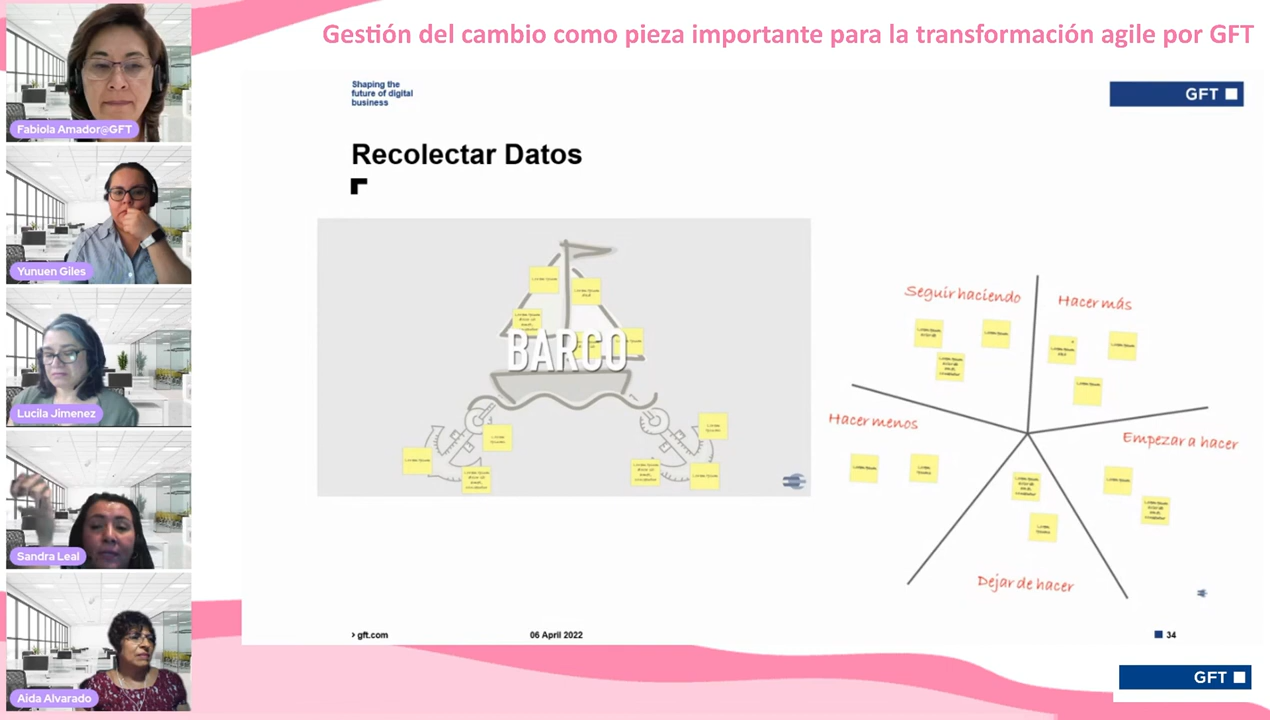 Gestión del cambio como pieza importante para la transformación agile por GFT
Shaping the
future of digital
business
GFT
Recolectar Datos
BARCO
Seguir haciendo
Hacer más
Hacer menos
Empezar a hacer
Dejar de hacer
> gft.com
06 April 2022
34
GFT
Fabiola Amador@GFT
Yunuen Giles
Lucila Jimenez
Sandra Leal
Aida Alvarado